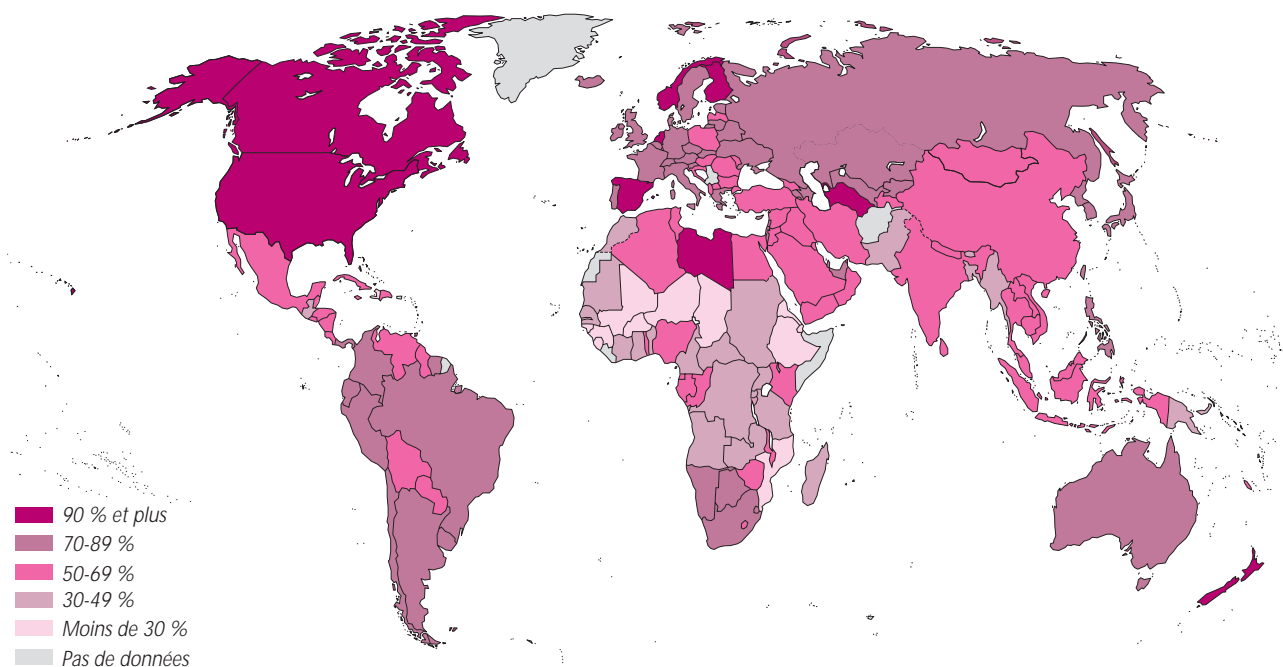 90 % et plus
70-89 %
50-69 %
30-49 %
Moins de 30 %
Pas de données